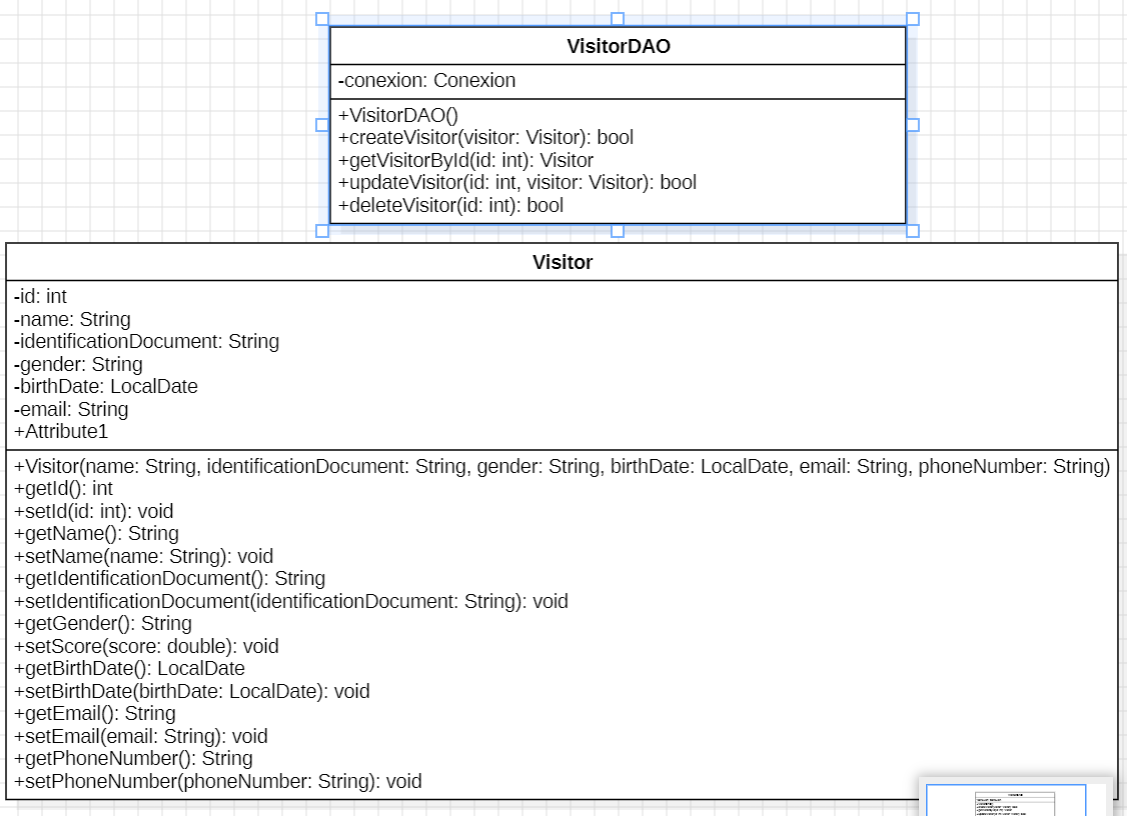 VisitorDAO
-conexion: Conexion
+VisitorDAO()
+createVisitor(visitor: Visitor): bool
+getVisitorById(id: int): Visitor
+updateVisitor(id: int, visitor: Visitor): bool
+deleteVisitor(id: int): bool
Visitor
-id: int
-name: String
-identificationDocument: String
-gender: String
-birthDate: LocalDate
-email: String
+Attribute1
+Visitor(name: String, identificationDocument: String, gender: String, birthDate: LocalDate, email: String, phoneNumber: String)
+getId(): int
+setId(id: int): void
+getName(): String
+setName(name: String): void
+getIdentificationDocument(): String
+setIdentificationDocument(identificationDocument: String): void
+getGender(): String
+setScore(score: double): void
+getBirthDate(): LocalDate
+setBirthDate(birthDate: LocalDate): void
+getEmail(): String
+setEmail(email: String): void
+getPhoneNumber(): String
+setPhoneNumber(phoneNumber: String): void